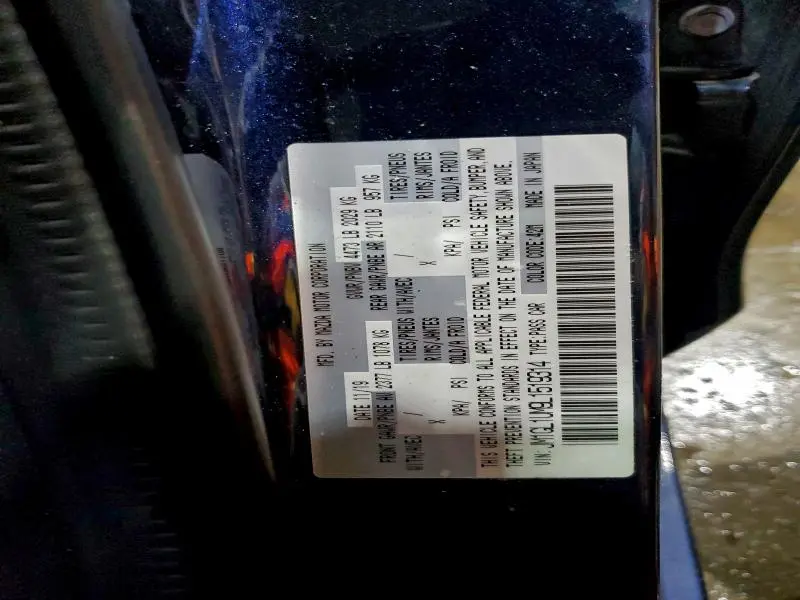 MFD. BY MAZDA MOTOR CORPORATION
DATE 11/19 GVWR/PNBV 4473 LB 2029 KG
FRONT GAWR/PNBE AV 2377 LB 1078 KG REAR GAWR/PNBE AR 2110 LB 957 KG
WITH/AVEC / TIRES/PNEUS WITH/AVEC / TIRES/PNEUS
X RIMS/JANTES X RIMS/JANTES
KPA/ PSI COLD/A FROID KPA/ PSI COLD/A FROID
THIS VEHICLE CONFORMS TO ALL APPLICABLE FEDERAL MOTOR VEHICLE SAFETY, BUMPER, AND
THEFT PREVENTION STANDARDS IN EFFECT ON THE DATE OF MANUFACTURE SHOWN ABOVE.
COLOR CODE:42M MADE IN JAPAN
VIN: JM1GL1VM9L1519314 TYPE:PASS CAR